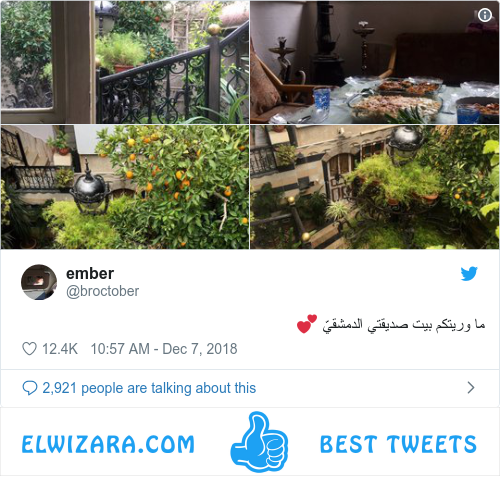 ember
@broctober
ما وريتكم بيت صديقتي الدمشقيّ 💕
12.4K 10:57 AM - Dec 7, 2018
2,921 people are talking about this
ELWIZARA.COM BEST TWEETS